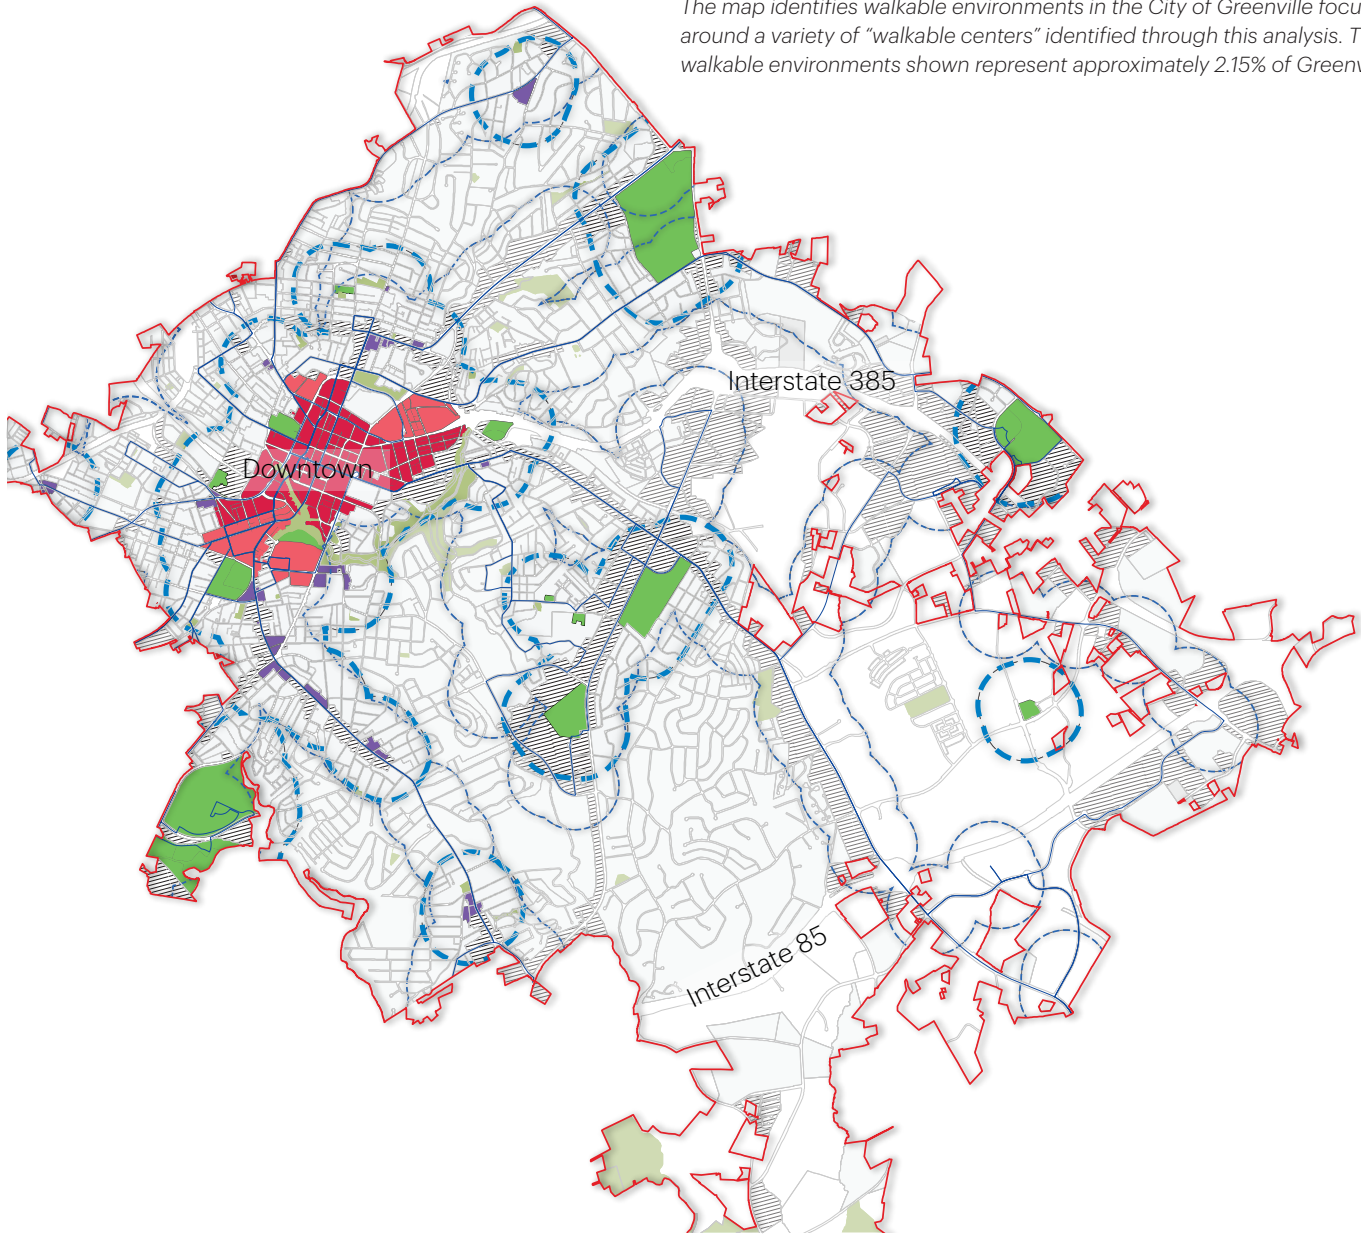 The map identifies walkable environments in the City of Greenville focu
around a variety of “walkable centers” identified through this analysis. T
walkable environments shown represent approximately 2.15% of Greenv
Interstate 385
Downtown
Interstate 85